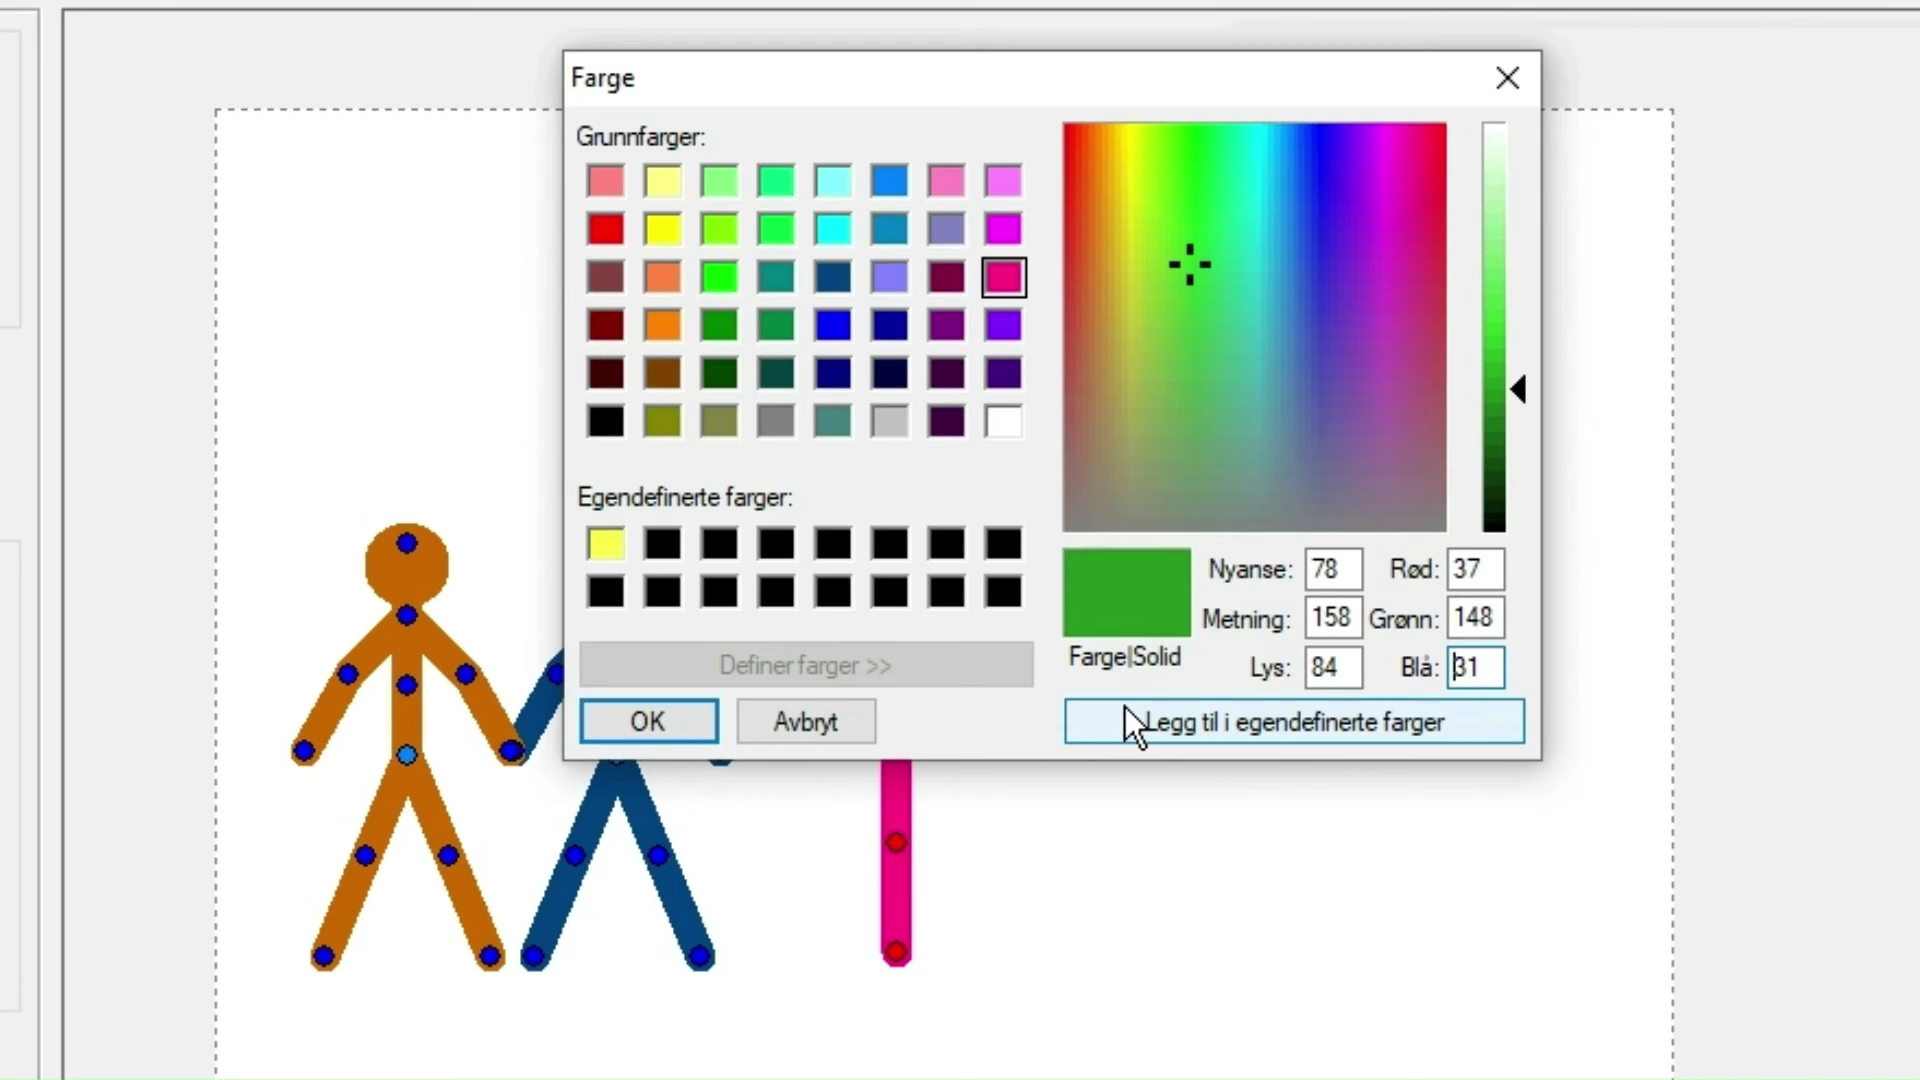 Farge
Grunnfarger:
Egendefinerte farger:
Definer farger >>
OK
Avbryt
Nyanse: 78
Rød: 37
Metning: 158
Grønn: 148
Farge|Solid
Lys: 84
Blå: 31
Legg til i egendefinerte farger